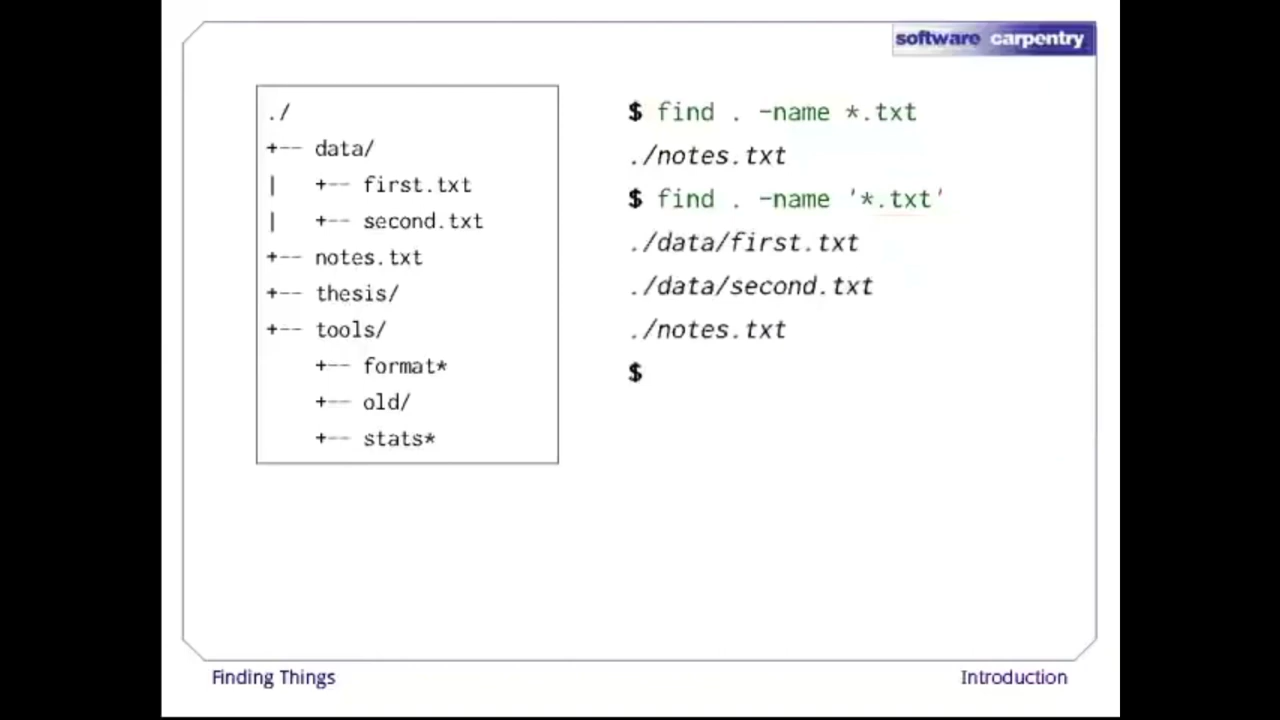 software carpentry
./
+-- data/
|   +-- first.txt
|   +-- second.txt
+-- notes.txt
+-- thesis/
+-- tools/
    +-- format*
    +-- old/
    +-- stats*
$ find . -name *.txt
./notes.txt
$ find . -name '*.txt'
./data/first.txt
./data/second.txt
./notes.txt
$
Finding Things
Introduction